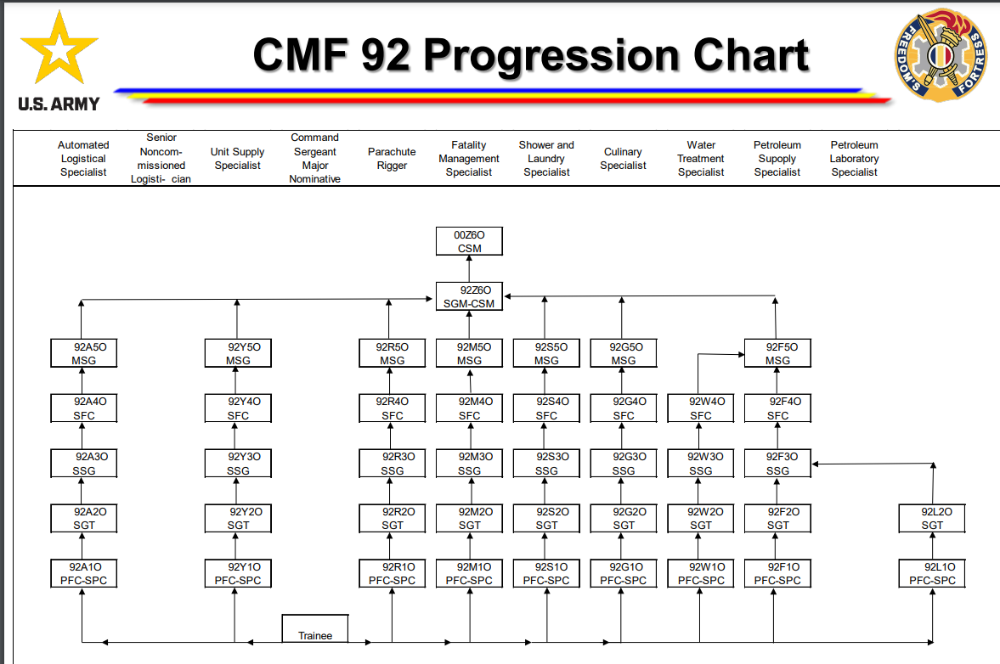 CMF 92 Progression Chart
U.S. ARMY
FREEDOM'S FORTRESS
Automated
Logistical
Specialist
Senior
Noncom-
missioned
Logisti- cian
Unit Supply
Specialist
Command
Sergeant
Major
Nominative
Parachute
Rigger
Fatality
Management
Specialist
Shower and
Laundry
Specialist
Culinary
Specialist
Water
Treatment
Specialist
Petroleum
Supoply
Specialist
Petroleum
Laboratory
Specialist
00Z6O
CSM
92Z6O
SGM-CSM
92A5O
MSG
92Y5O
MSG
92R5O
MSG
92M5O
MSG
92S5O
MSG
92G5O
MSG
92F5O
MSG
92A4O
SFC
92Y4O
SFC
92R4O
SFC
92M4O
SFC
92S4O
SFC
92G4O
SFC
92W4O
SFC
92F4O
SFC
92A3O
SSG
92Y3O
SSG
92R3O
SSG
92M3O
SSG
92S3O
SSG
92G3O
SSG
92W3O
SSG
92F3O
SSG
92A2O
SGT
92Y2O
SGT
92R2O
SGT
92M2O
SGT
92S2O
SGT
92G2O
SGT
92W2O
SGT
92F2O
SGT
92L2O
SGT
92A1O
PFC-SPC
92Y1O
PFC-SPC
92R1O
PFC-SPC
92M1O
PFC-SPC
92S1O
PFC-SPC
92G1O
PFC-SPC
92W1O
PFC-SPC
92F1O
PFC-SPC
92L1O
PFC-SPC
Trainee